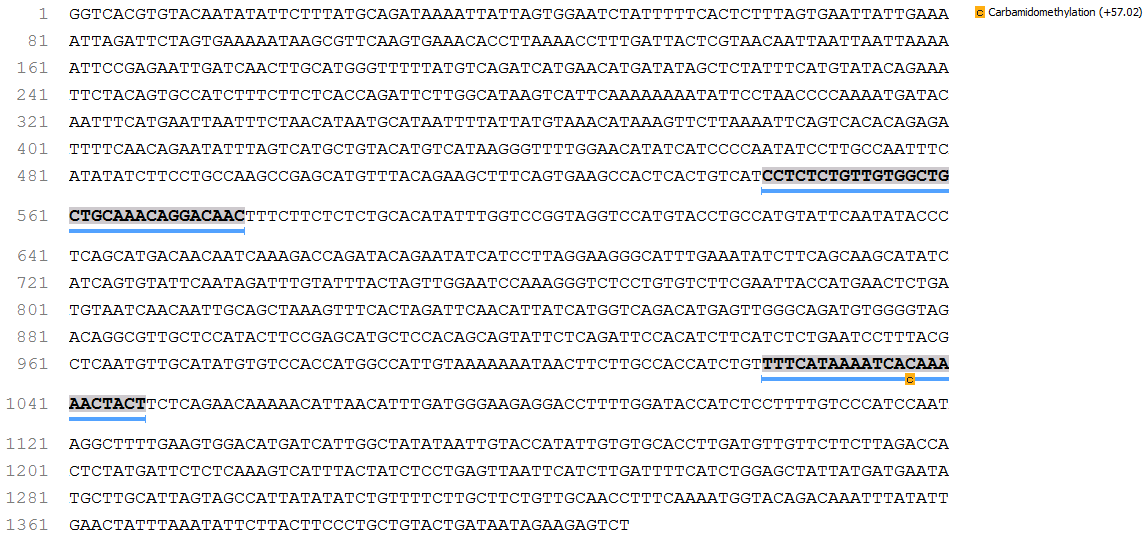 1 GGTCACGTGTACAATATATTCTTTATGCAGATAAAATTATTAGTGGAATCTATTTTTCACTCTTTAGTGAATTATTGAAA
c Carbamidomethylation (+57.02)
81 ATTAGATTCTAGTGAAAAATAAGCGTTCAAGTGAAACACCTTAAAACCTTTGATTACTCGTAACAATTAATTAATTAAAA
161 ATTCCGAGAATTGATCAACTTGCATGGGTTTTTATGTCAGATCATGAACATGATATAGCTCTATTTCATGTATACAGAAA
241 TTCTACAGTGCCATCTTTCTTCTCACCAGATTCTTGGCATAAGTCATTCAAAAAAAATATTCCTAACCCCAAAATGATAC
321 AATTTCATGAATTAATTTCTAACATAATGCATAATTTTATTATGTAAACATAAAGTTCTTAAAATTCAGTCACACAGAGA
401 TTTTCAACAGAATATTTAGTCATGCTGTACATGTCATAAGGGTTTTGGAACATATCATCCCCAATATCCTTGCCAATTTC
481 ATATATCTTCCTGCCAAGCCGAGCATGTTTACAGAAGCTTTCAGTGAAGCCACTCACTGTCATCCTCTCTGTTGTGGCTG
561 CTGCAAACAGGACAACTTTCTTCTCTCTGCACATATTTGGTCCGGTAGGTCCATGTACCTGCCATGTATTCAATATACCC
641 TCAGCATGACAACAATCAAAGACCAGATACAGAATATCATCCTTAGGAAGGGCATTTGAAATATCTTCAGCAAGCATATC
721 ATCAGTGTATTCAATAGATTTGTATTTACTAGTTGGAATCCAAAGGGTCTCCTGTGTCTTCGAATTACCATGAACTCTGA
801 TGTAATCAACAATTGCAGCTAAAGTTTCACTAGATTCAACATTATCATGGTCAGACATGAGTTGGGCAGATGTGGGGTAG
881 ACAGGCGTTGCTCCATACTTCCGAGCATGCTCCACAGCAGTATTCTCAGATTCCACATCTTCATCTCTGAATCCTTTACG
961 CTCAATGTTGCATATGTGTCCACCATGGCCATTGTAAAAAAATAACTTCTTGCCACCATCTGTTTTCATAAAATCACAAA
c
1041 AACTACTTCTCAGAACAAAAACATTAACATTTGATGGGAAGAGGACCTTTTGGATACCATCTCCTTTTGTCCCATCCAAT
1121 AGGCTTTTGAAGTGGACATGATCATTGGCTATATAATTGTACCATATTGTGTGCACCTTGATGTTGTTCTTCTTAGACCA
1201 CTCTATGATTCTCTCAAAGTCATTTACTATCTCCTGAGTTAATTCATCTTGATTTTCATCTGGAGCTATTATGATGAATA
1281 TGCTTGCATTAGTAGCCATTATATATCTGTTTTCTTGCTTCTGTTGCAACCTTTCAAAATGGTACAGACAAATTTATATT
1361 GAACTATTTAAATATTCTTACTTCCCTGCTGTACTGATAATAGAAGAGTCT